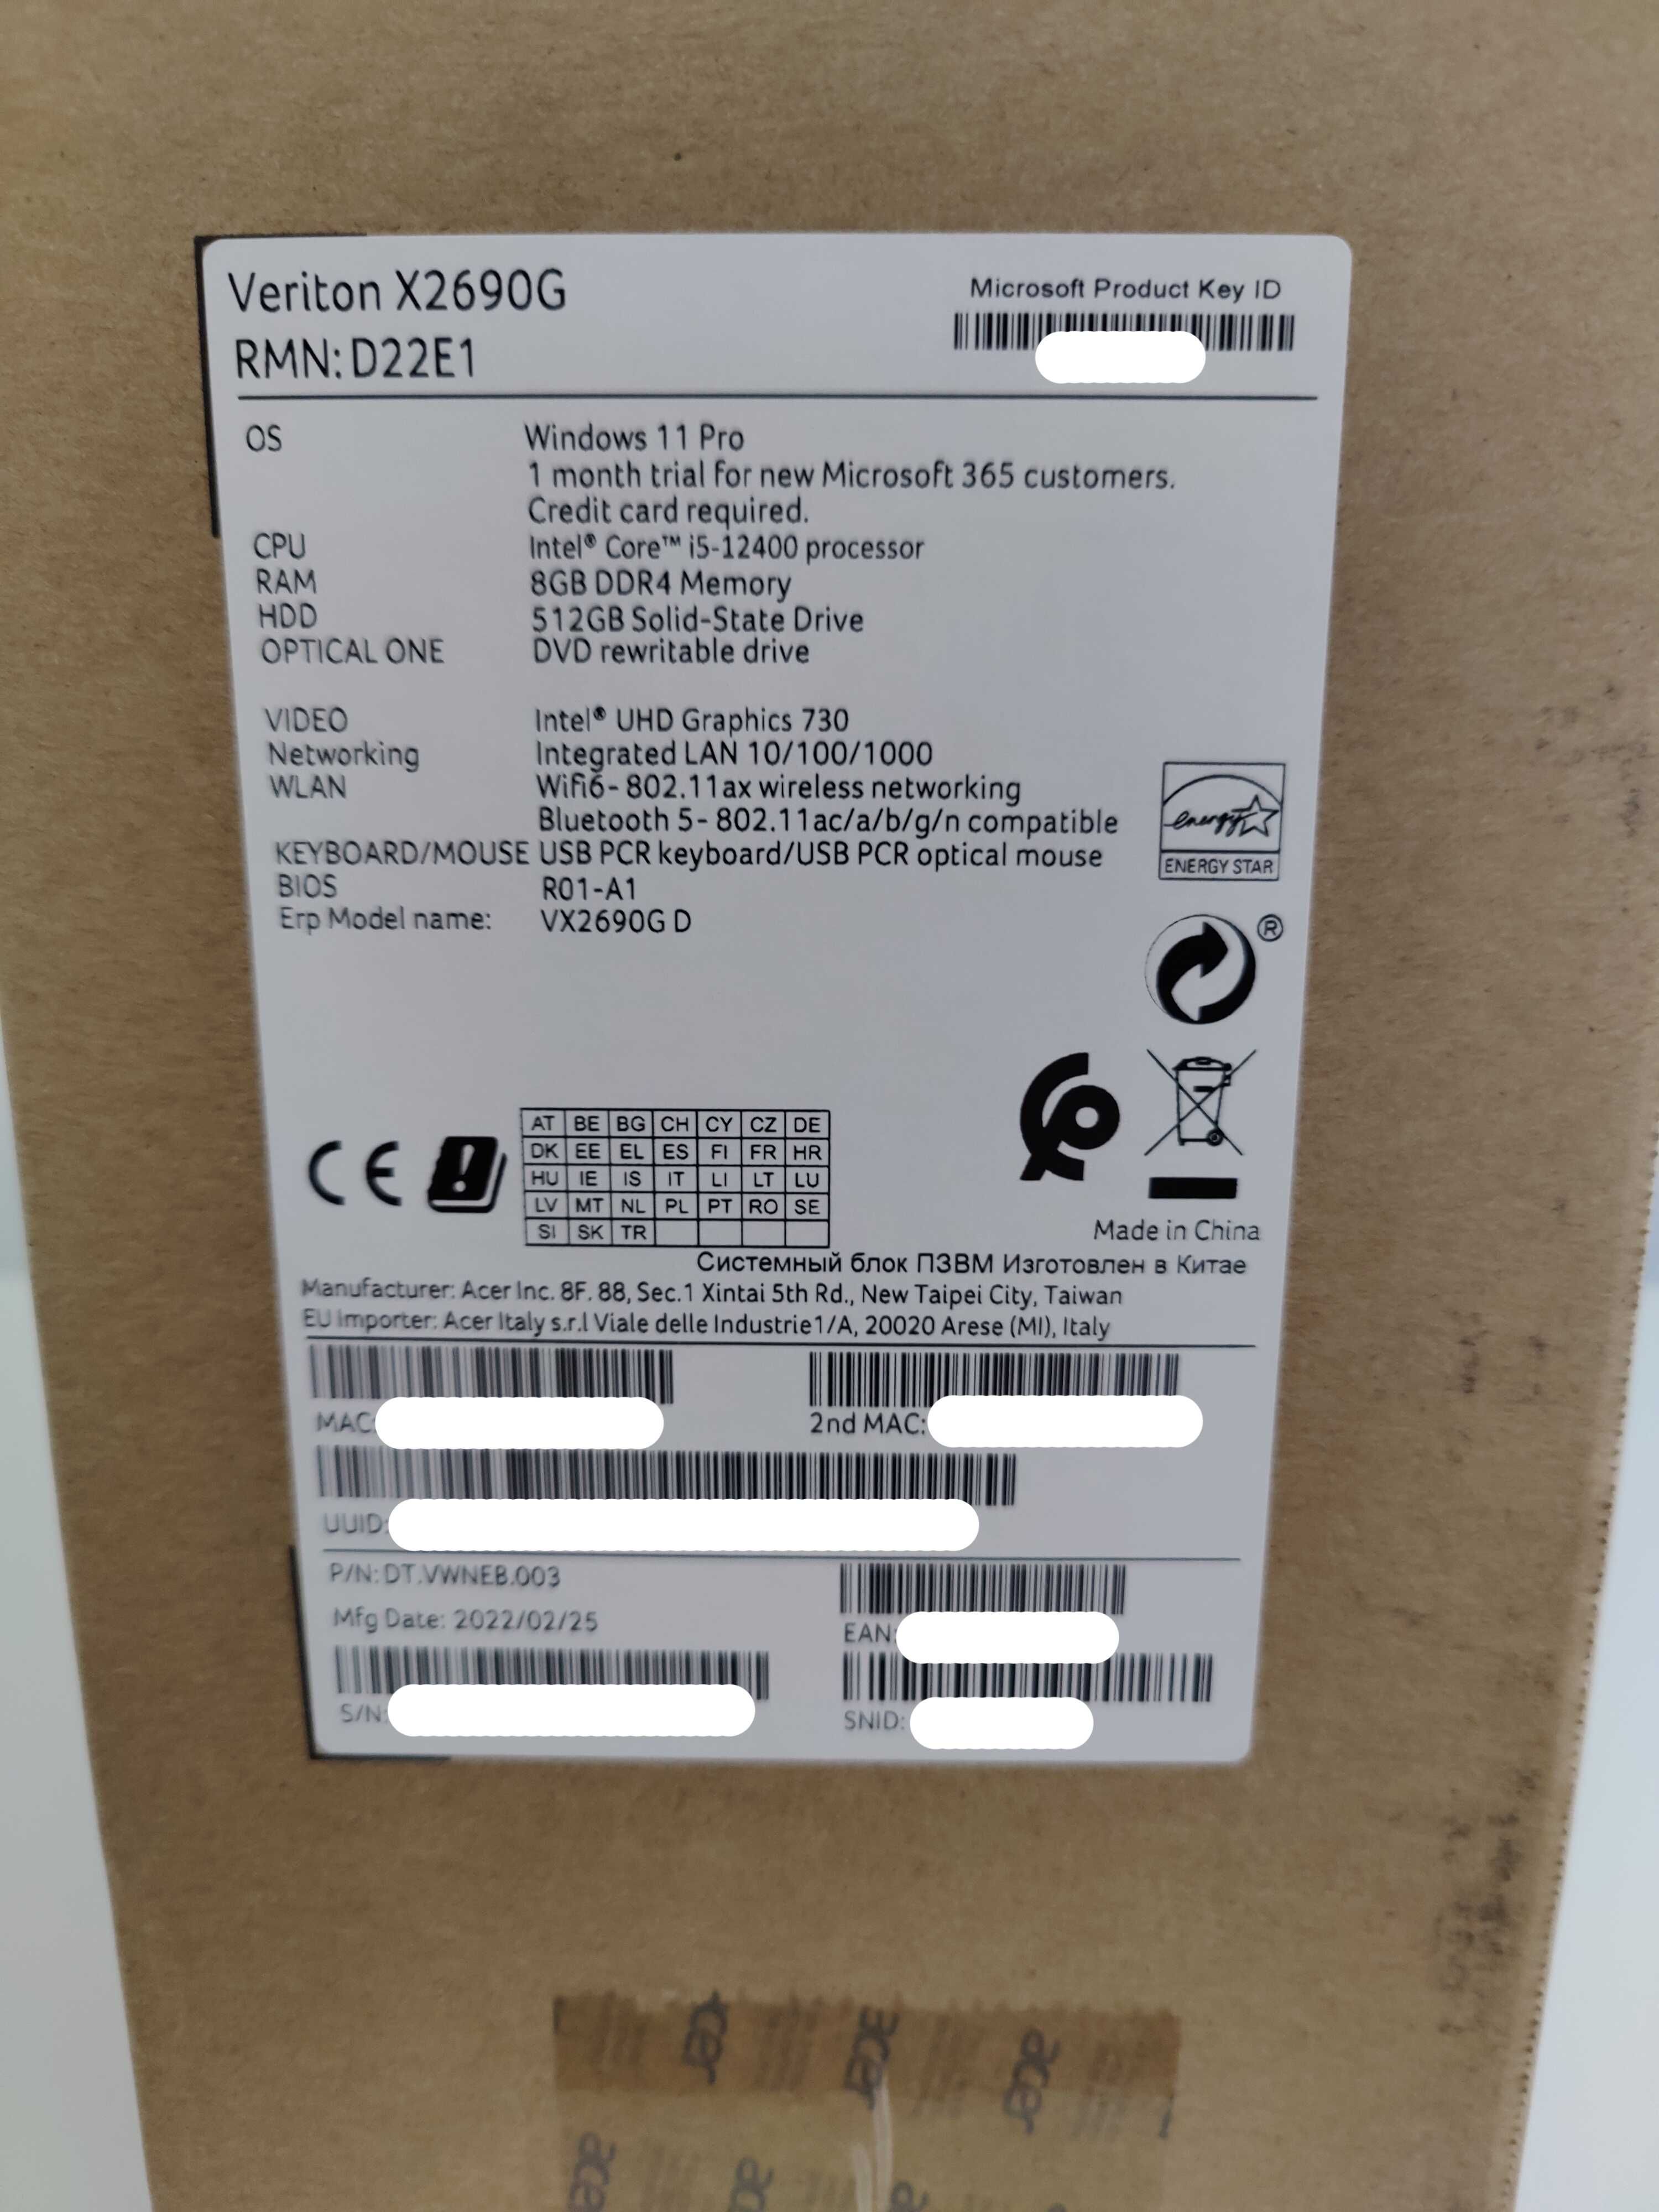 Veriton X2690G
RMN: D22E1
Microsoft Product Key ID
OS Windows 11 Pro
1 month trial for new Microsoft 365 customers.
Credit card required.
CPU Intel® Core™ i5-12400 processor
RAM 8GB DDR4 Memory
HDD 512GB Solid-State Drive
OPTICAL ONE DVD rewritable drive
VIDEO Intel® UHD Graphics 730
Networking Integrated LAN 10/100/1000
WLAN Wifi6- 802.11ax wireless networking
Bluetooth 5- 802.11ac/a/b/g/n compatible
KEYBOARD/MOUSE USB PCR keyboard/USB PCR optical mouse
BIOS R01-A1
Erp Model name: VX2690G D
energy
ENERGY STAR
®
CE
AT BE BG CH CY CZ DE
DK EE EL ES FI FR HR
HU IE IS IT LI LT LU
LV MT NL PL PT RO SE
SI SK TR
Made in China
Системный блок ПЗВМ Изготовлен в Китае
Manufacturer: Acer Inc. 8F. 88, Sec.1 Xintai 5th Rd., New Taipei City, Taiwan
EU Importer: Acer Italy s.r.l Viale delle Industrie1/A, 20020 Arese (MI), Italy
MAC: 2nd MAC:
UUID:
P/N: DT.VWNEB.003
Mfg Date: 2022/02/25
EAN:
S/N: SNID:
acer acer acer
acer acer acer